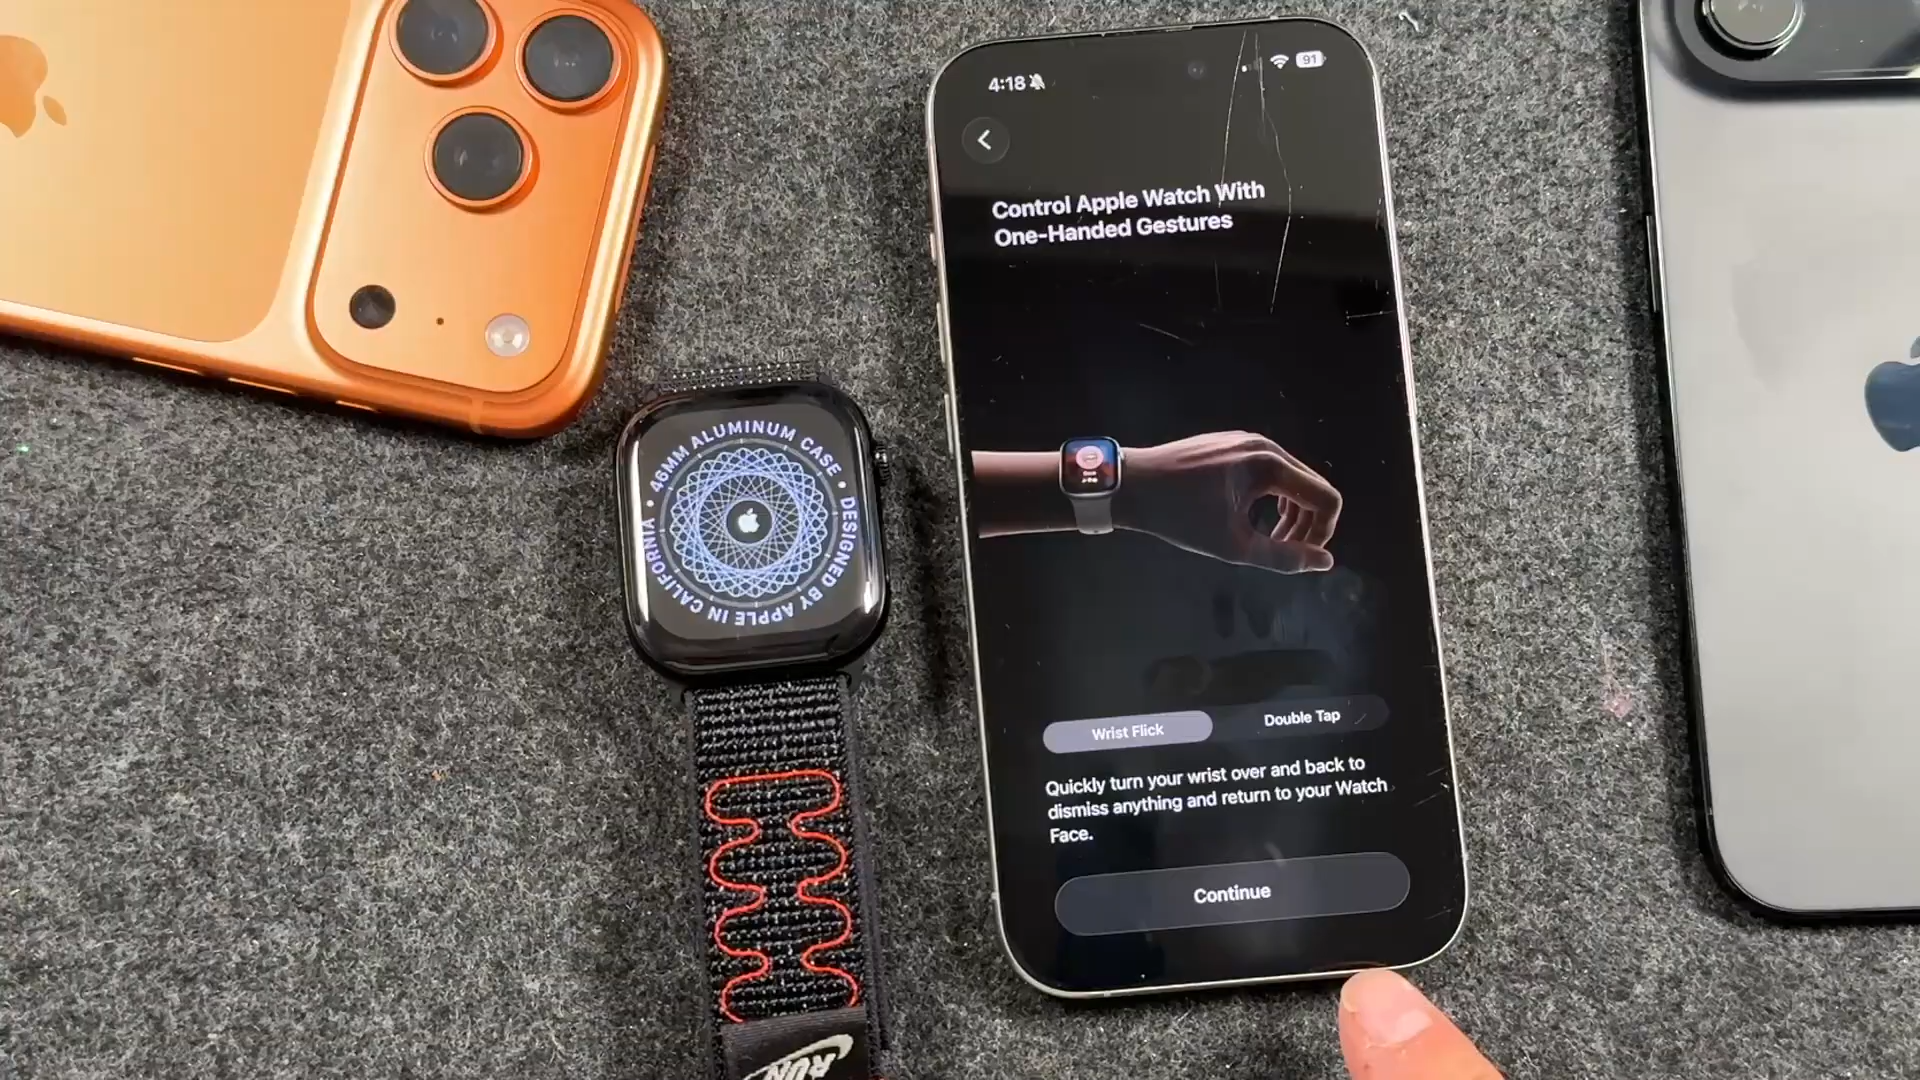 4:18
91
Control Apple Watch With
One-Handed Gestures
46MM ALUMINUM CASE • DESIGNED BY APPLE IN CALIFORNIA •
Wrist Flick
Double Tap
Quickly turn your wrist over and back to
dismiss anything and return to your Watch
Face.
Continue
RUN